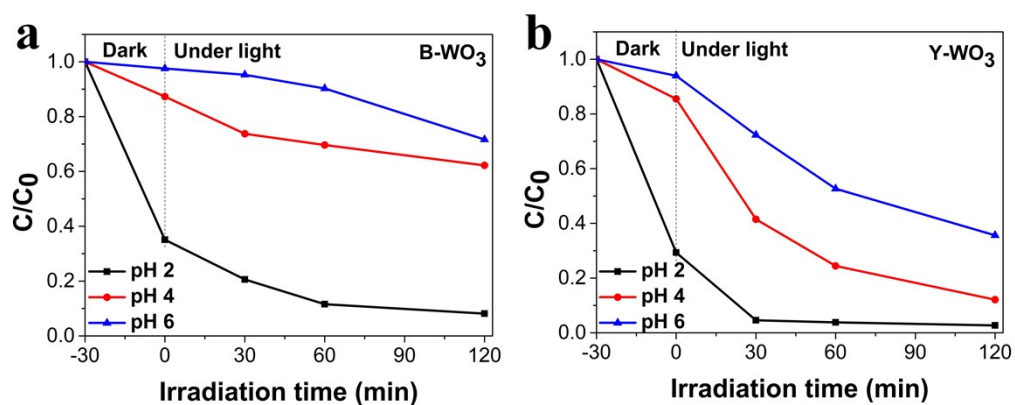 a
Dark Under light B-WO₃
1.0
0.8
0.6
0.4
0.2
0.0
C/C₀
pH 2
pH 4
pH 6
-30 0 30 60 90 120
Irradiation time (min)
b
Dark Under light Y-WO₃
1.0
0.8
0.6
0.4
0.2
0.0
C/C₀
pH 2
pH 4
pH 6
-30 0 30 60 90 120
Irradiation time (min)